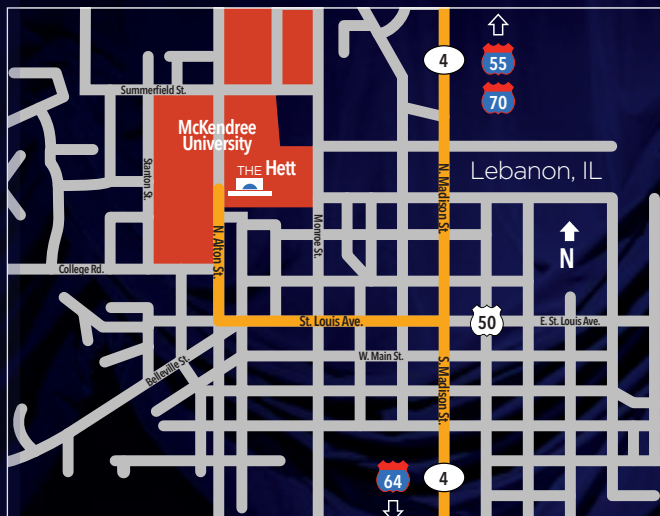 4
55
70
Summerfield St.
McKendree
University
THE Hett
Stanton St.
N. Madison St.
Lebanon, IL
N. Alton St.
Monroe St.
N
College Rd.
St. Louis Ave.
50
E. St. Louis Ave.
W. Main St.
Belleville St.
S. Madison St.
64
4